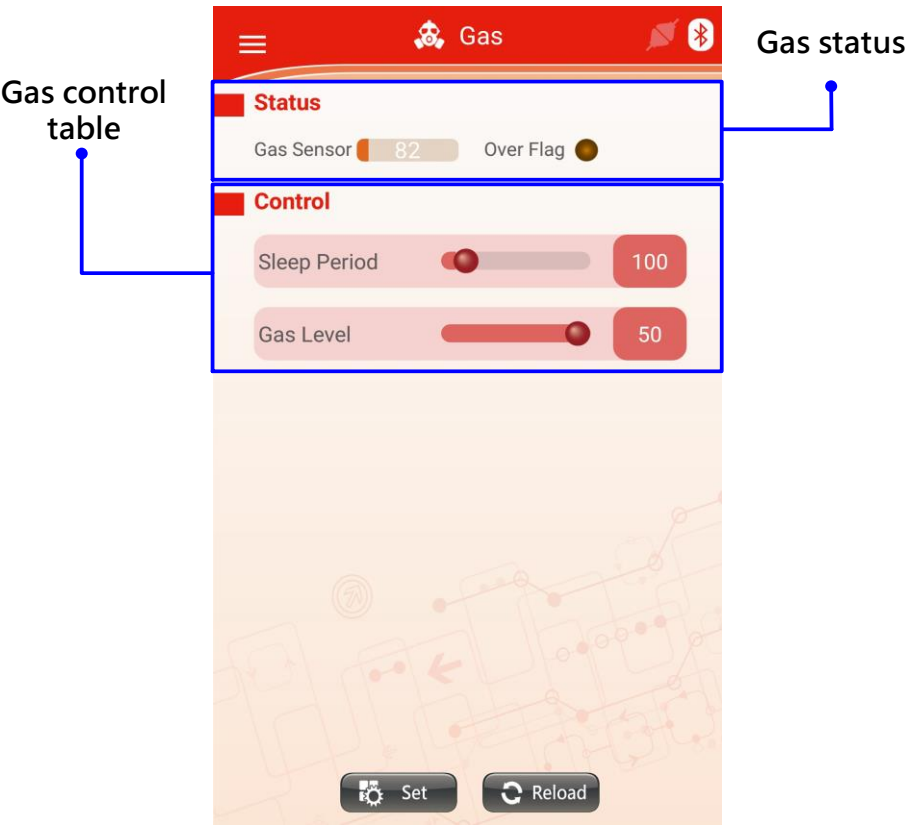 Gas
Gas status
Gas control
table
Status
Gas Sensor 82 Over Flag
Control
Sleep Period 100
Gas Level 50
Set Reload